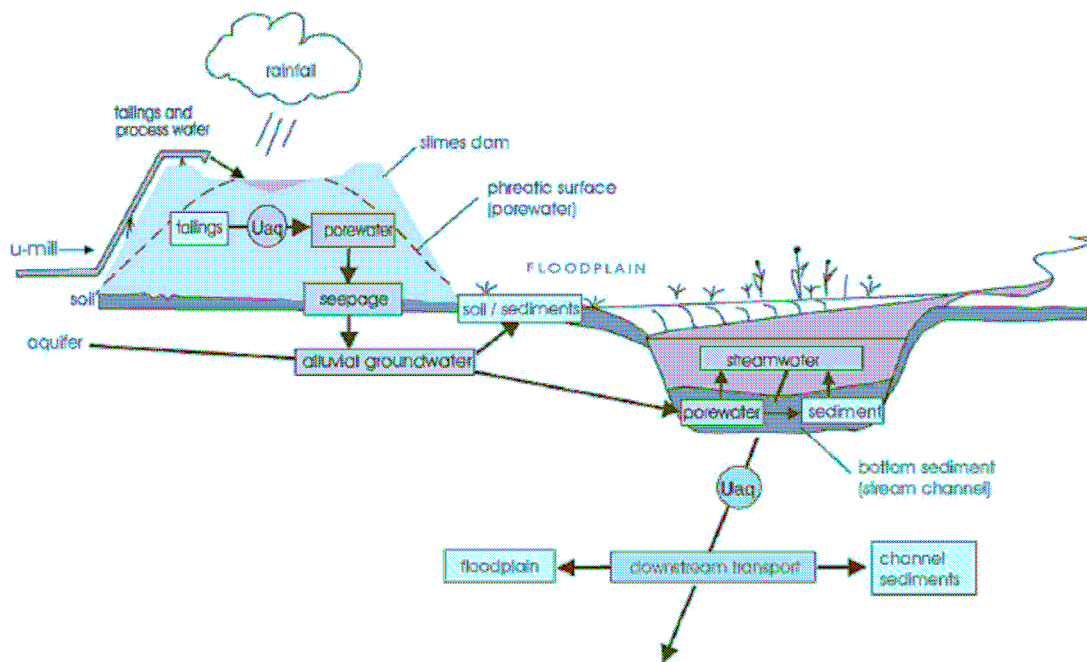 rainfall
tailings and
process water
slimes dam
phreatic surface
(porewater)
tailings
Uaq
porewater
u-mill
FLOODPLAIN
soil
seepage
soil / sediments
aquifer
alluvial groundwater
streamwater
porewater
sediment
bottom sediment
(stream channel)
Uaq
floodplain
downstream transport
channel
sediments